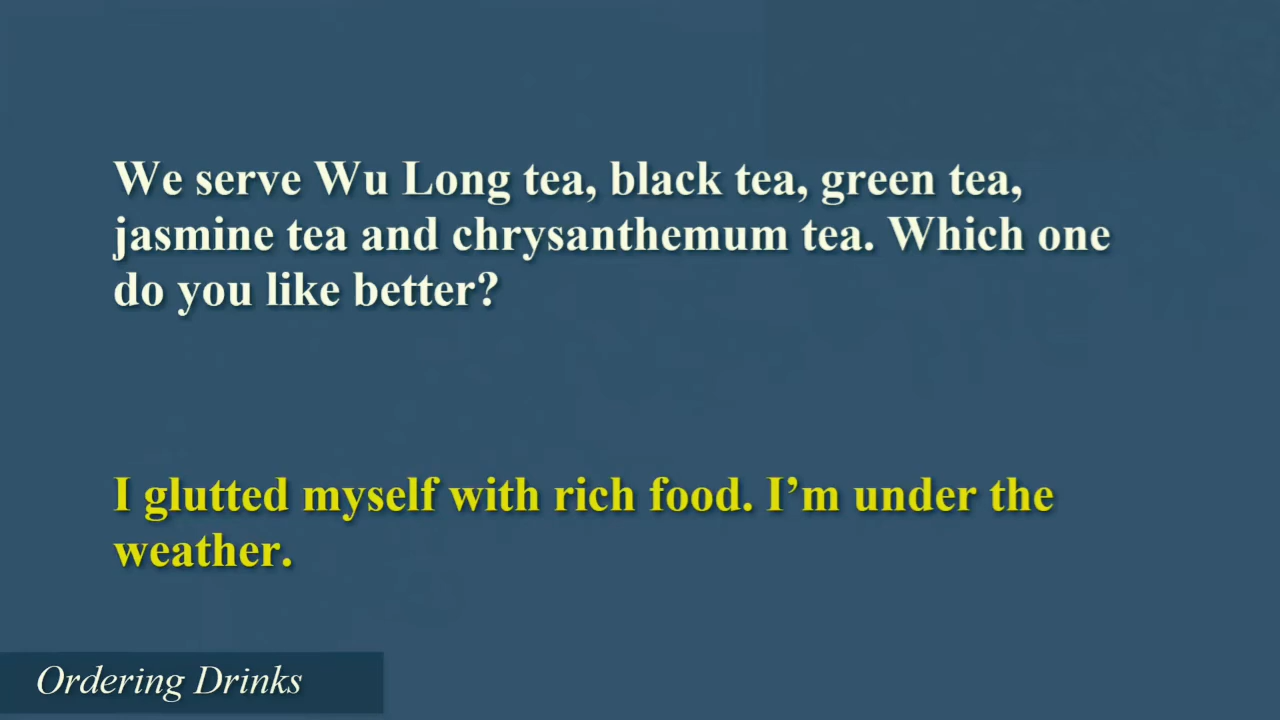 We serve Wu Long tea, black tea, green tea,
jasmine tea and chrysanthemum tea. Which one
do you like better?
I glutted myself with rich food. I’m under the
weather.
Ordering Drinks